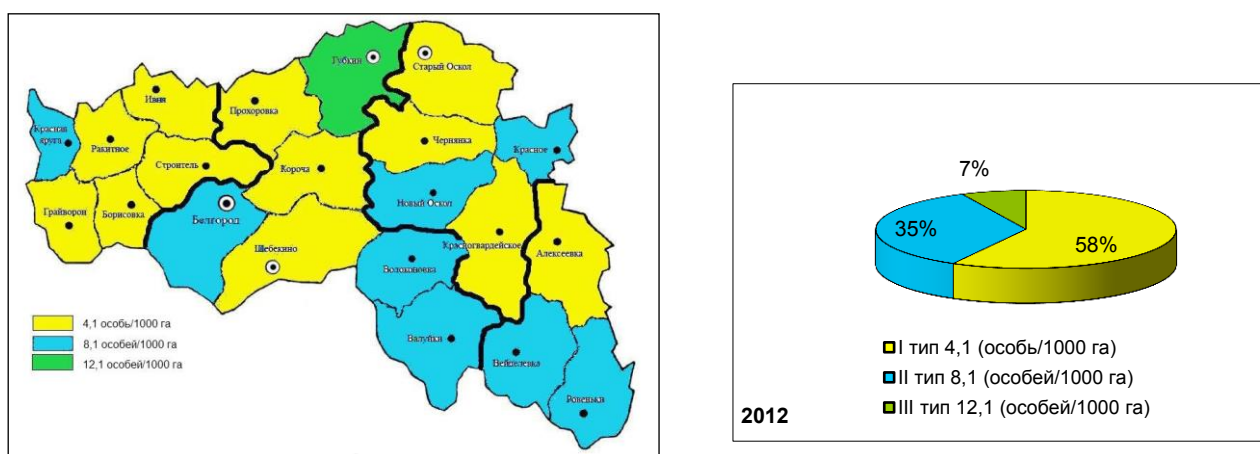 Губкин
Старый Оскол
Ивня
Прохоровка
Красная
яруга
Ракитное
Чернянка
Красное
Строитель
Короча
Новый Оскол
Грайворон
Борисовка
Белгород
Шебекино
Красногвардейское
Алексеевка
Волоконовка
Валуйки
Вейделевка
Ровеньки
4,1 особь/1000 га
8,1 особей/1000 га
12,1 особей/1000 га
7%
35%
58%
I тип 4,1 (особь/1000 га)
II тип 8,1 (особей/1000 га)
III тип 12,1 (особей/1000 га)
2012